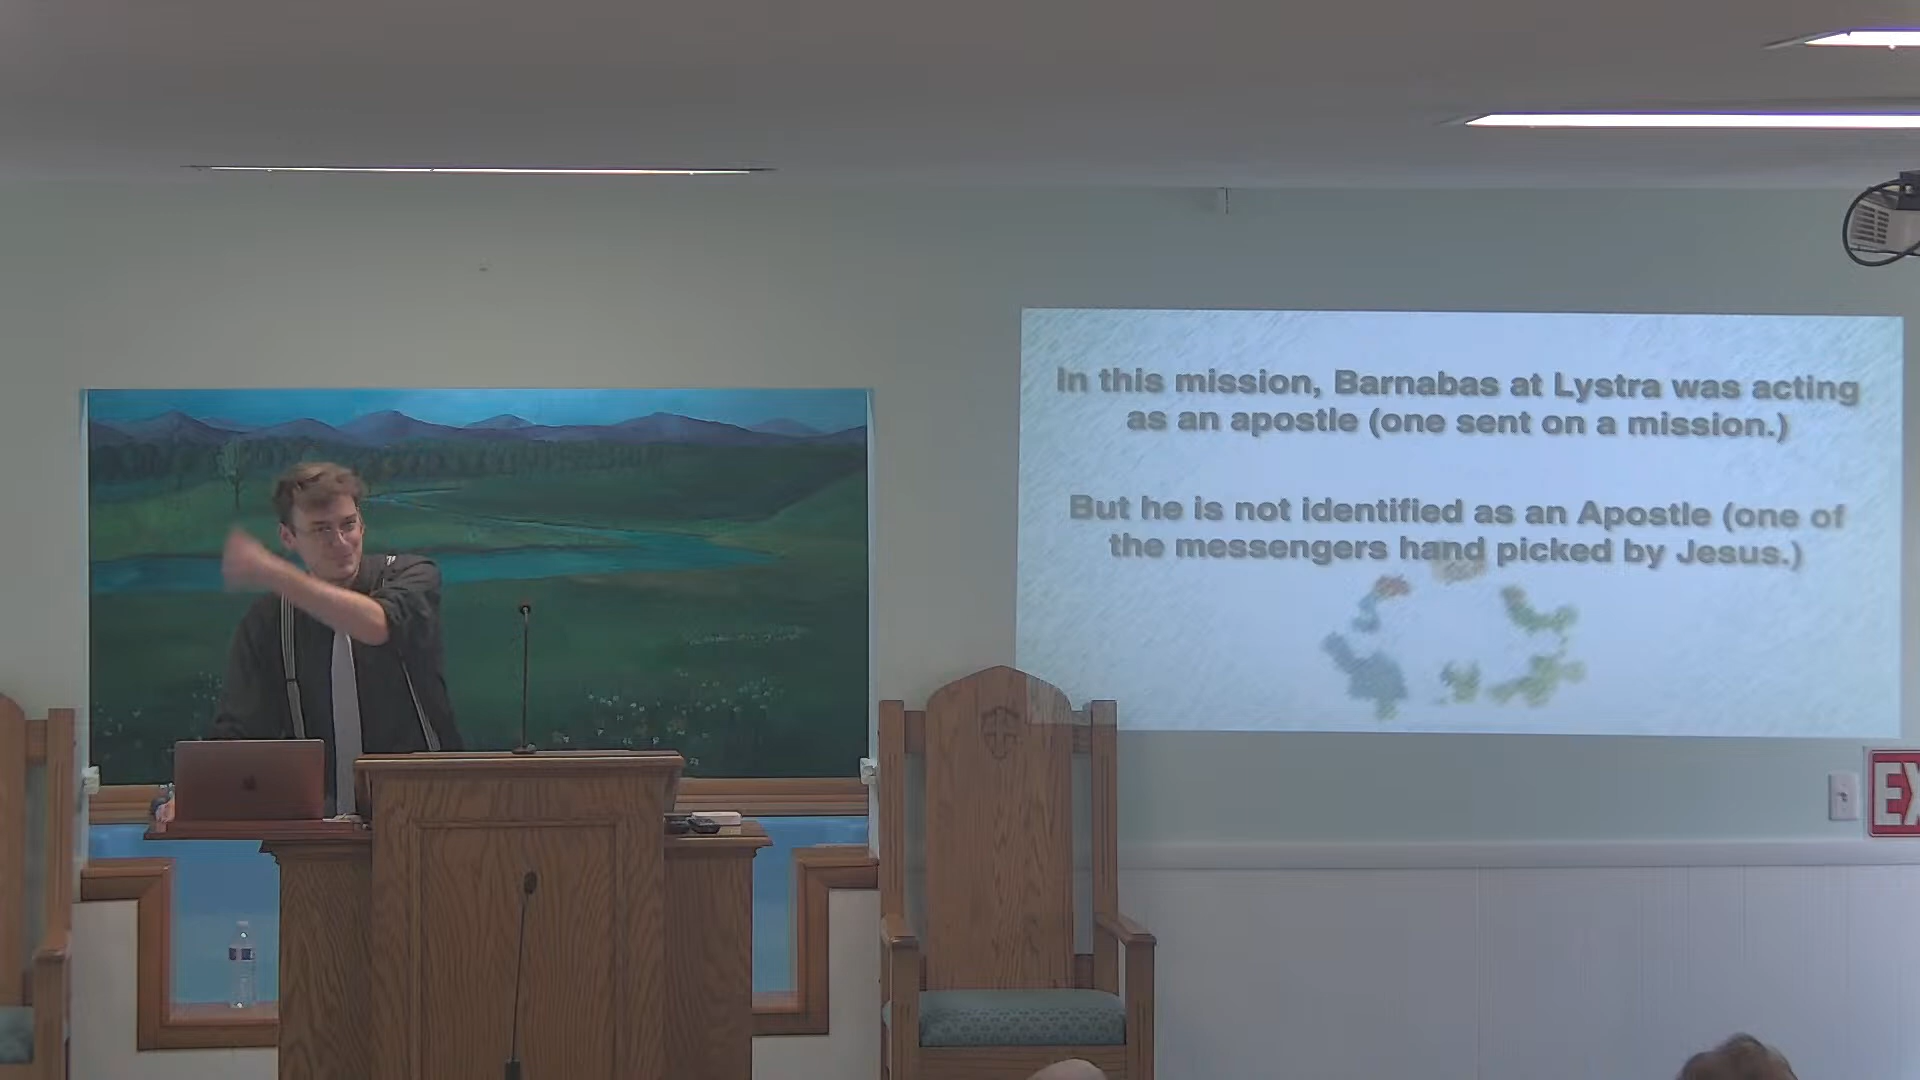 In this mission, Barnabas at Lystra was acting
as an apostle (one sent on a mission.)
But he is not identified as an Apostle (one of
the messengers hand picked by Jesus.)
EX